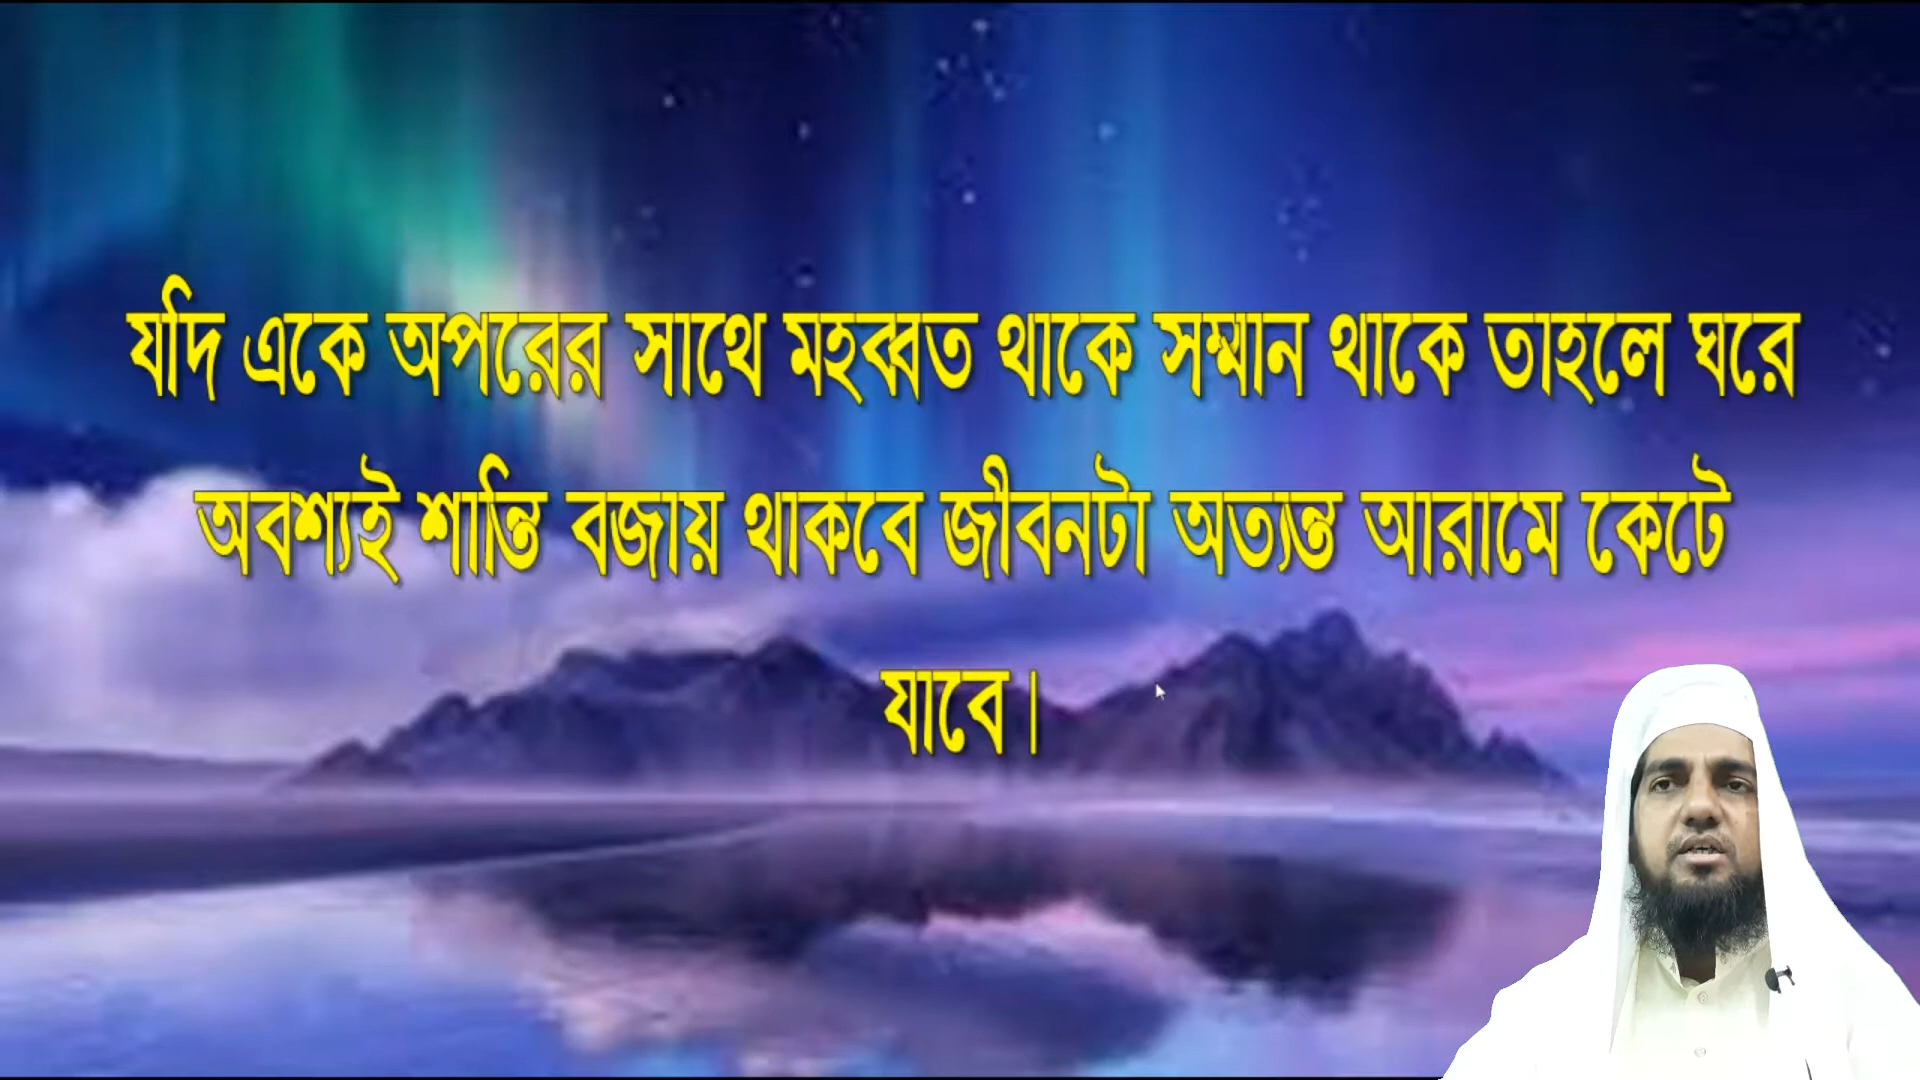 যদি একে অপরের সাথে মহব্বত থাকে সম্মান থাকে তাহলে ঘরে
অবশ্যই শান্তি বজায় থাকবে জীবনটা অত্যন্ত আরামে কেটে
যাবে।